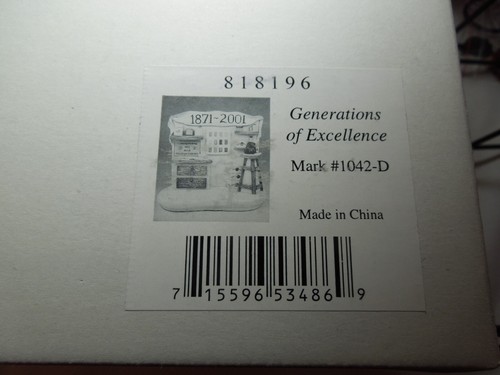 818196
1871-2001
Generations
of Excellence
Mark #1042-D
Made in China
7 15596 53486 9